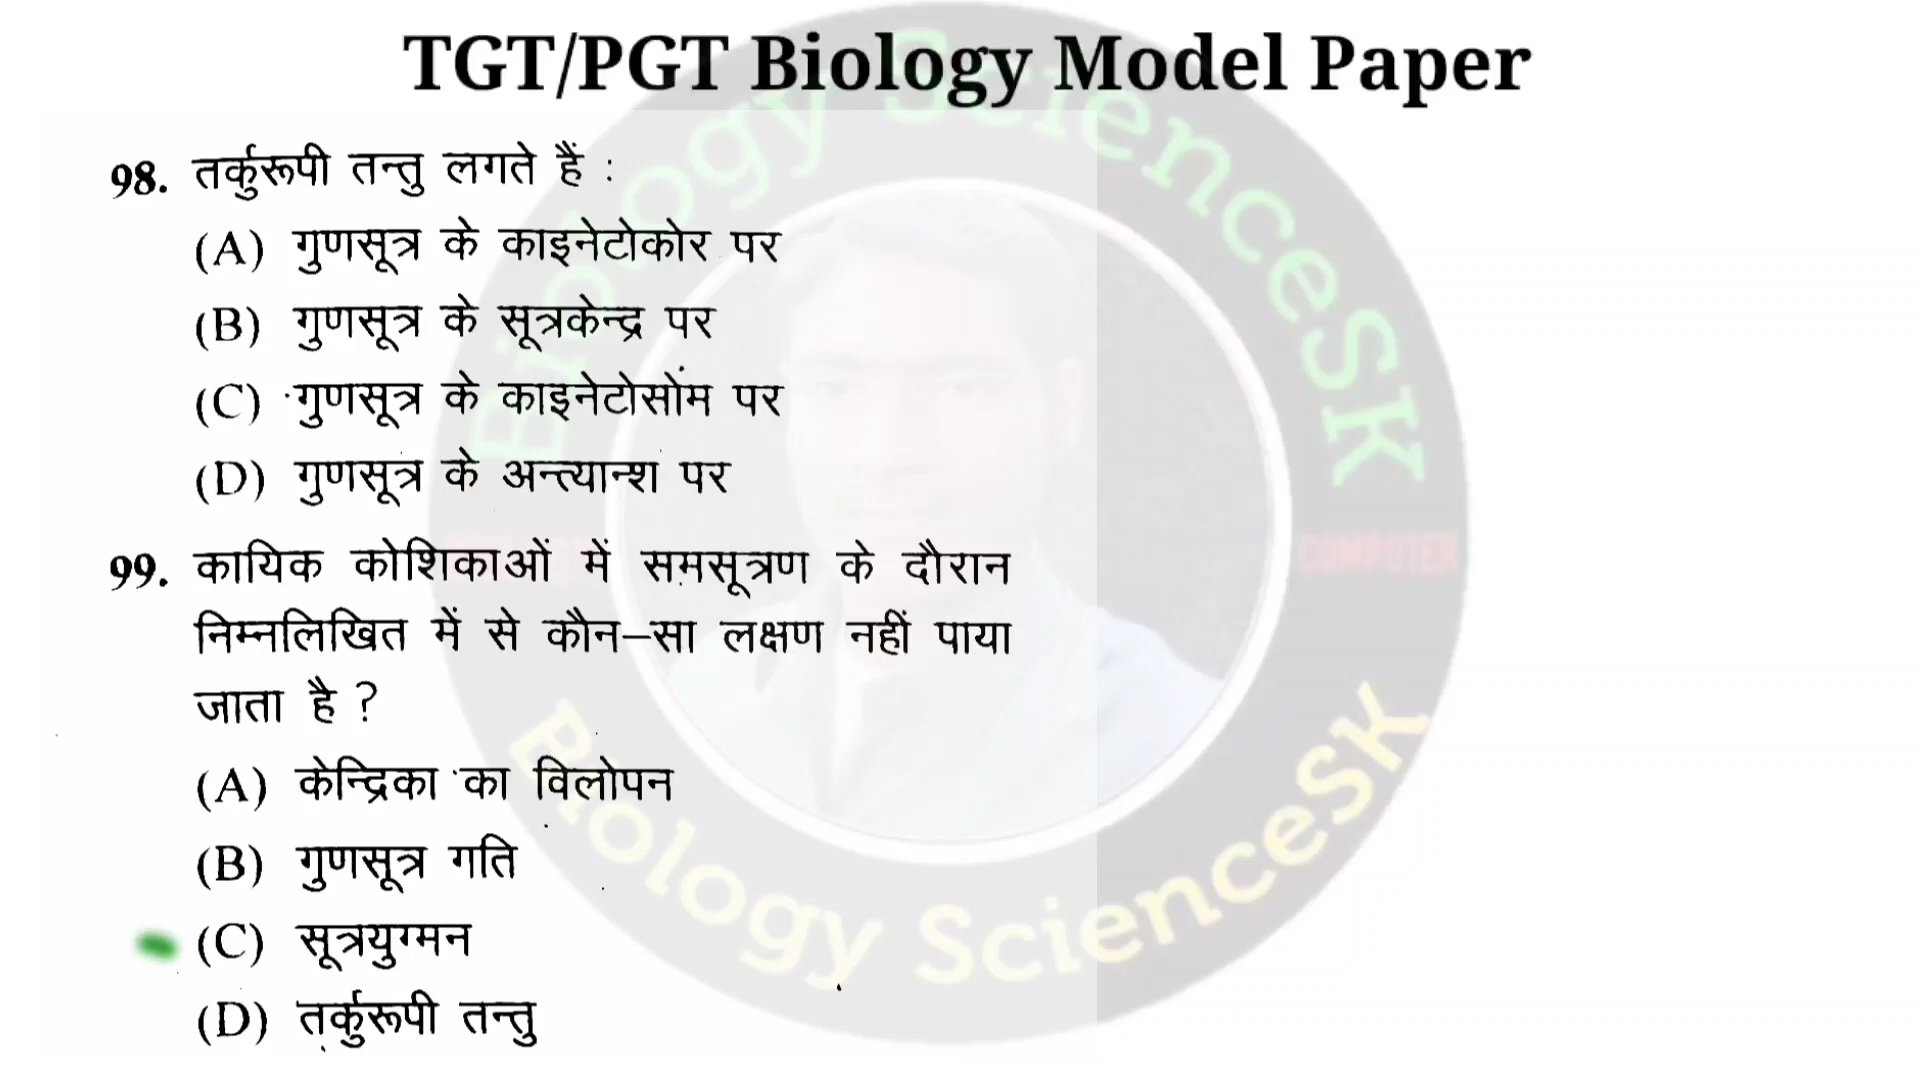 TGT/PGT Biology Model Paper
98. तर्कुरूपी तन्तु लगते हैं :
(A) गुणसूत्र के काइनेटोकोर पर
(B) गुणसूत्र के सूत्रकेन्द्र पर
(C) गुणसूत्र के काइनेटोसोम पर
(D) गुणसूत्र के अन्त्यान्श पर
99. कायिक कोशिकाओं में समसूत्रण के दौरान
निम्नलिखित में से कौन–सा लक्षण नहीं पाया
जाता है ?
(A) केन्द्रिका का विलोपन
(B) गुणसूत्र गति
(C) सूत्रयुग्मन
(D) तर्कुरूपी तन्तु
Biology ScienceSK
COMPUTER
Biology ScienceSK